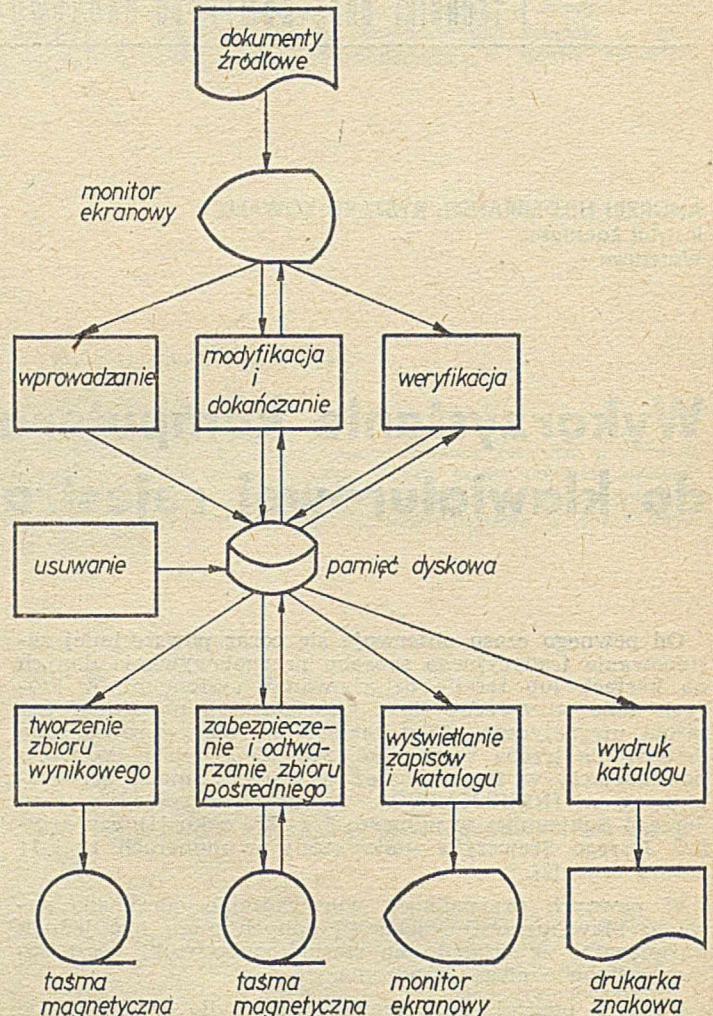 dokumenty
źródłowe
monitor
ekranowy
wprowadzanie
modyfikacja
i
dokańczanie
weryfikacja
usuwanie
pamięć dyskowa
tworzenie
zbioru
wynikowego
zabezpiecze-
nie i odtwa-
rzanie zbioru
pośredniego
wyświetlanie
zapisów
i katalogu
wydruk
katalogu
taśma
magnetyczna
taśma
magnetyczna
monitor
ekranowy
drukarka
znakowa